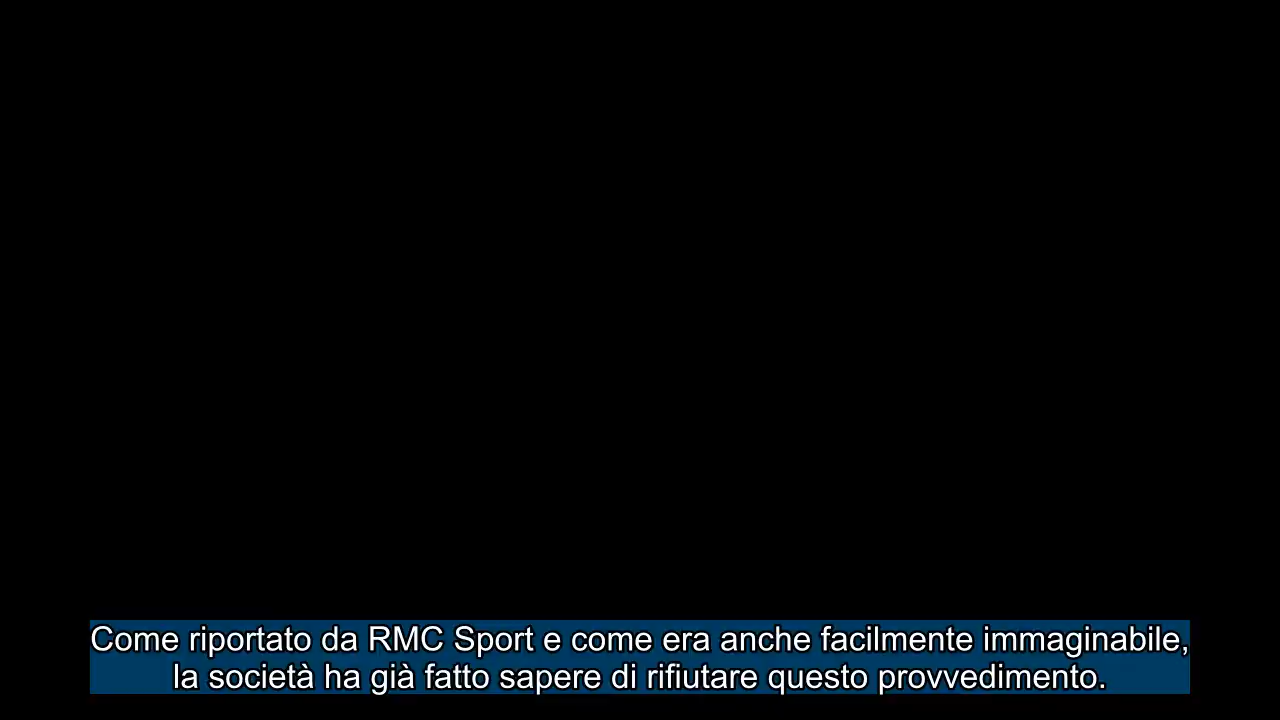 Come riportato da RMC Sport e come era anche facilmente immaginabile,
la società ha già fatto sapere di rifiutare questo provvedimento.